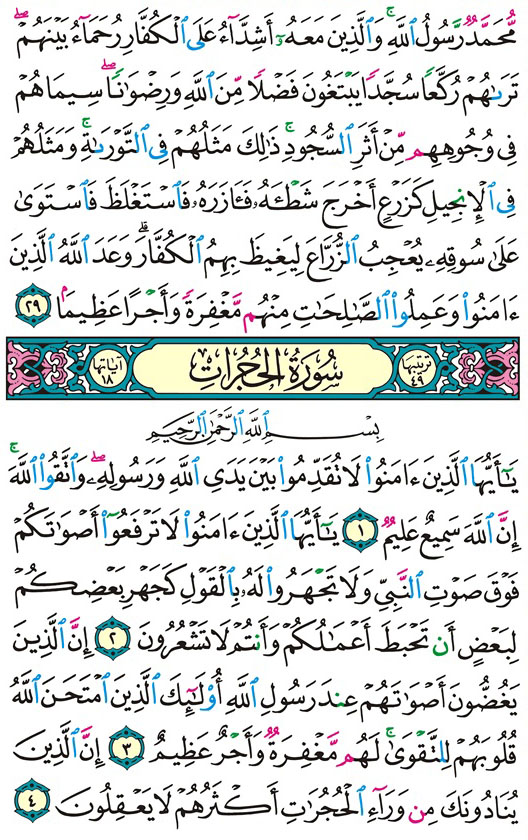 مُّحَمَّدٌ رَّسُولُ ٱللَّهِ ۚ وَٱلَّذِينَ مَعَهُۥٓ أَشِدَّآءُ عَلَى ٱلْكُفَّارِ رُحَمَآءُ بَيْنَهُمْ ۖ
تَرَىٰهُمْ رُكَّعًا سُجَّدًا يَبْتَغُونَ فَضْلًا مِّنَ ٱللَّهِ وَرِضْوَٰنًا ۖ سِيمَاهُمْ
فِى وُجُوهِهِم مِّنْ أَثَرِ ٱلسُّجُودِ ۚ ذَٰلِكَ مَثَلُهُمْ فِى ٱلتَّوْرَىٰةِ ۚ وَمَثَلُهُمْ
فِى ٱلْإِنجِيلِ كَزَرْعٍ أَخْرَجَ شَطْـَٔهُۥ فَـَٔازَرَهُۥ فَٱسْتَغْلَظَ فَٱسْتَوَىٰ
عَلَىٰ سُوقِهِۦ يُعْجِبُ ٱلزُّرَّاعَ لِيَغِيظَ بِهِمُ ٱلْكُفَّارَ ۗ وَعَدَ ٱللَّهُ ٱلَّذِينَ
ءَامَنُوا۟ وَعَمِلُوا۟ ٱلصَّٰلِحَٰتِ مِنْهُم مَّغْفِرَةً وَأَجْرًا عَظِيمًۢا ٢٩
ترتيبها ٤٩ سُورَةُ الْحُجُرَاتِ آياتها ١٨
بِسْمِ ٱللَّهِ ٱلرَّحْمَٰنِ ٱلرَّحِيمِ
يَٰٓأَيُّهَا ٱلَّذِينَ ءَامَنُوا۟ لَا تُقَدِّمُوا۟ بَيْنَ يَدَىِ ٱللَّهِ وَرَسُولِهِۦ ۖ وَٱتَّقُوا۟ ٱللَّهَ ۚ
إِنَّ ٱللَّهَ سَمِيعٌ عَلِيمٌ ١ يَٰٓأَيُّهَا ٱلَّذِينَ ءَامَنُوا۟ لَا تَرْفَعُوٓا۟ أَصْوَٰتَكُمْ
فَوْقَ صَوْتِ ٱلنَّبِىِّ وَلَا تَجْهَرُوا۟ لَهُۥ بِٱلْقَوْلِ كَجَهْرِ بَعْضِكُمْ
لِبَعْضٍ أَن تَحْبَطَ أَعْمَٰلُكُمْ وَأَنتُمْ لَا تَشْعُرُونَ ٢ إِنَّ ٱلَّذِينَ
يَغُضُّونَ أَصْوَٰتَهُمْ عِندَ رَسُولِ ٱللَّهِ أُو۟لَٰٓئِكَ ٱلَّذِينَ ٱمْتَحَنَ ٱللَّهُ
قُلُوبَهُمْ لِلتَّقْوَىٰ ۚ لَهُم مَّغْفِرَةٌ وَأَجْرٌ عَظِيمٌ ٣ إِنَّ ٱلَّذِينَ
يُنَادُونَكَ مِن وَرَآءِ ٱلْحُجُرَٰتِ أَكْثَرُهُمْ لَا يَعْقِلُونَ ٤